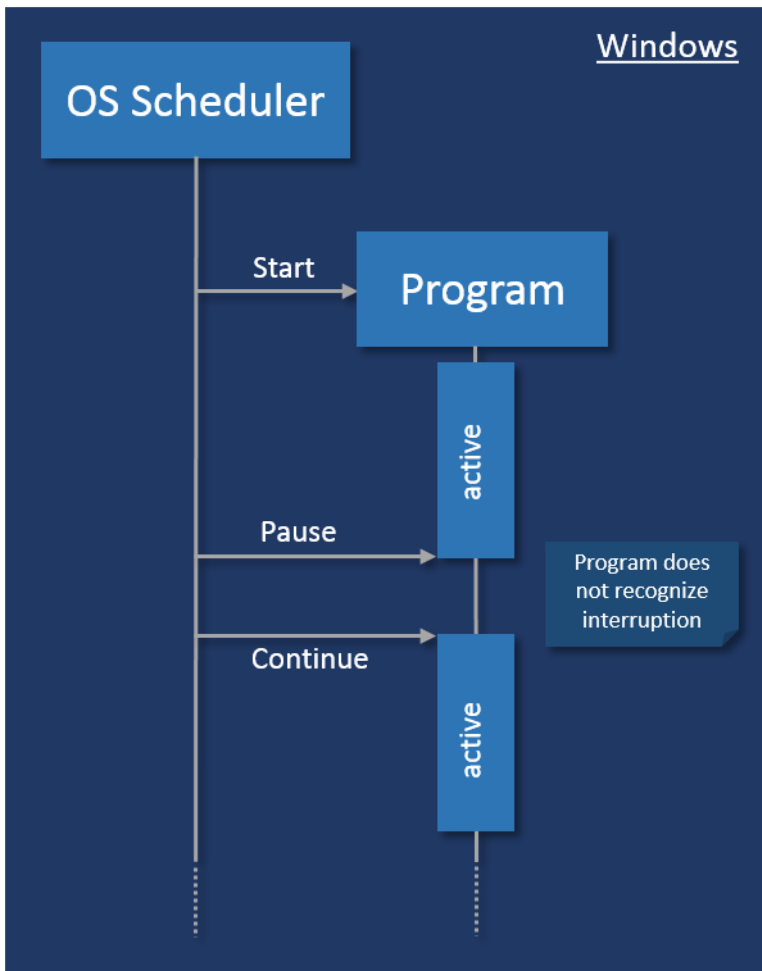 Windows
OS Scheduler
Start
Program
active
Pause
Program does
not recognize
interruption
Continue
active